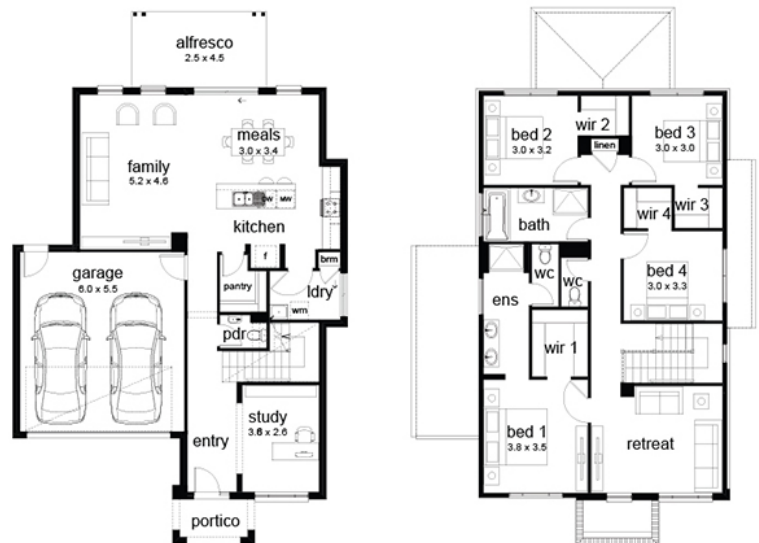 alfresco
2.5 x 4.5
meals
3.0 x 3.4
family
5.2 x 4.6
DW MW
kitchen
f
brm
garage
6.0 x 5.5
pantry
ldry
wm
pdr
study
3.6 x 2.6
entry
portico
bed 2
3.0 x 3.2
wir 2
bed 3
3.0 x 3.0
linen
wir 3
wir 4
bath
bed 4
3.0 x 3.3
wc
wc
ens
wir 1
bed 1
3.8 x 3.5
retreat